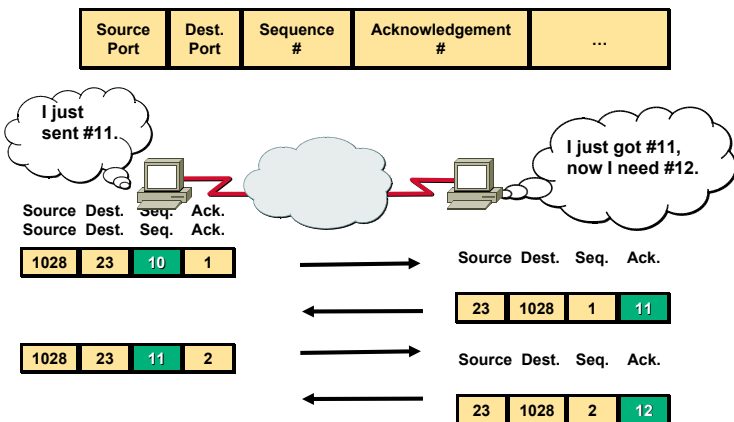 Source Port Dest. Port Sequence # Acknowledgement # …
I just
sent #11.
I just got #11,
now I need #12.
Source Dest. Seq. Ack.
Source Dest. Seq. Ack.
1028 23 10 1
Source Dest. Seq. Ack.
23 1028 1 11
1028 23 11 2
Source Dest. Seq. Ack.
23 1028 2 12